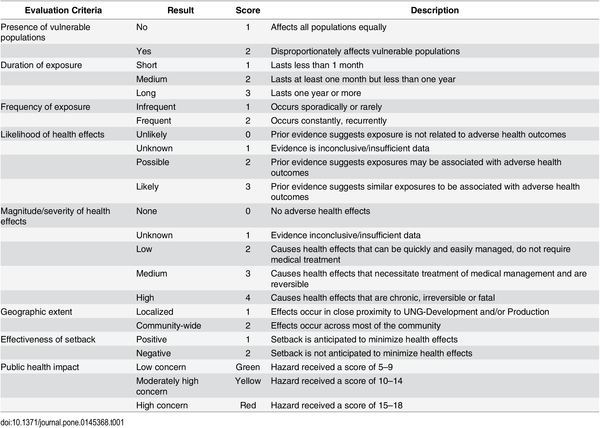 Evaluation Criteria Result Score Description
Presence of vulnerable No 1 Affects all populations equally
populations
Yes 2 Disproportionately affects vulnerable populations
Duration of exposure Short 1 Lasts less than 1 month
Medium 2 Lasts at least one month but less than one year
Long 3 Lasts one year or more
Frequency of exposure Infrequent 1 Occurs sporadically or rarely
Frequent 2 Occurs constantly, recurrently
Likelihood of health effects Unlikely 0 Prior evidence suggests exposure is not related to adverse health outcomes
Unknown 1 Evidence is inconclusive/insufficient data
Possible 2 Prior evidence suggests exposures may be associated with adverse health
outcomes
Likely 3 Prior evidence suggests similar exposures to be associated with adverse health
outcomes
Magnitude/severity of health None 0 No adverse health effects
effects
Unknown 1 Evidence inconclusive/insufficient data
Low 2 Causes health effects that can be quickly and easily managed, do not require
medical treatment
Medium 3 Causes health effects that necessitate treatment of medical management and are
reversible
High 4 Causes health effects that are chronic, irreversible or fatal
Geographic extent Localized 1 Effects occur in close proximity to UNG-Development and/or Production
Community-wide 2 Effects occur across most of the community
Effectiveness of setback Positive 1 Setback is anticipated to minimize health effects
Negative 2 Setback is not anticipated to minimize health effects
Public health impact Low concern Green Hazard received a score of 5–9
Moderately high Yellow Hazard received a score of 10–14
concern
High concern Red Hazard received a score of 15–18
doi:10.1371/journal.pone.0145368.t001